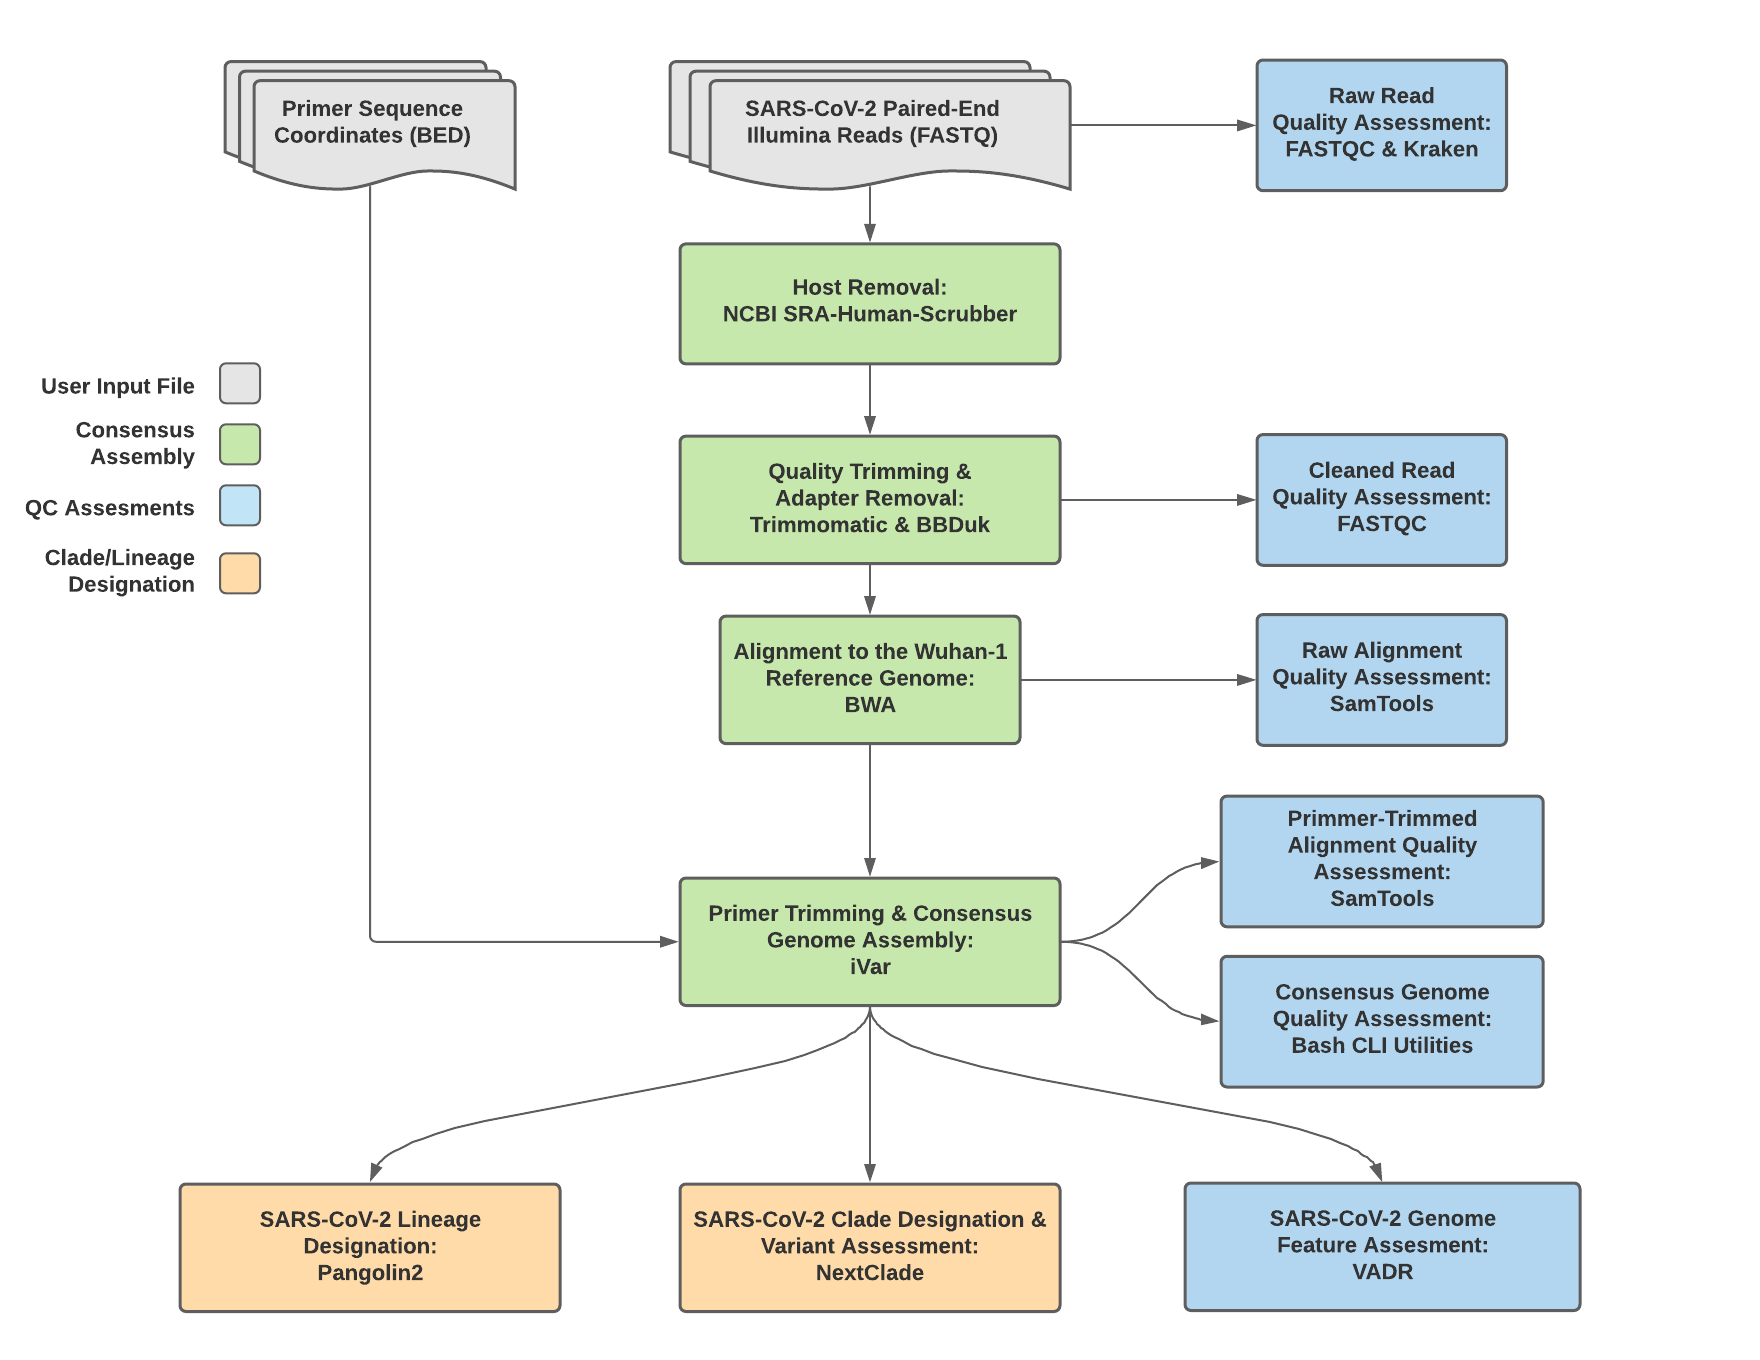 Primer Sequence
Coordinates (BED)
SARS-CoV-2 Paired-End
Illumina Reads (FASTQ)
Raw Read
Quality Assessment:
FASTQC & Kraken
Host Removal:
NCBI SRA-Human-Scrubber
User Input File
Consensus
Assembly
QC Assesments
Clade/Lineage
Designation
Quality Trimming &
Adapter Removal:
Trimmomatic & BBDuk
Cleaned Read
Quality Assessment:
FASTQC
Alignment to the Wuhan-1
Reference Genome:
BWA
Raw Alignment
Quality Assessment:
SamTools
Primmer-Trimmed
Alignment Quality
Assessment:
SamTools
Primer Trimming & Consensus
Genome Assembly:
iVar
Consensus Genome
Quality Assessment:
Bash CLI Utilities
SARS-CoV-2 Lineage
Designation:
Pangolin2
SARS-CoV-2 Clade Designation &
Variant Assessment:
NextClade
SARS-CoV-2 Genome
Feature Assesment:
VADR